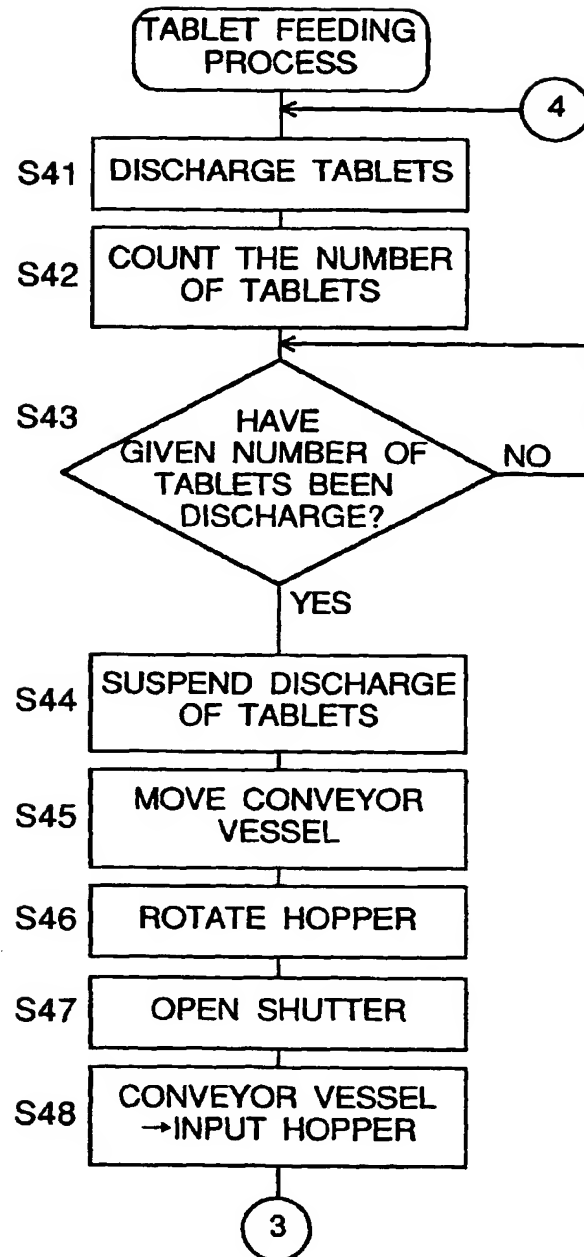 TABLET FEEDING
PROCESS
4
S41
DISCHARGE TABLETS
S42
COUNT THE NUMBER
OF TABLETS
S43
HAVE
GIVEN NUMBER OF
TABLETS BEEN
DISCHARGE?
NO
YES
S44
SUSPEND DISCHARGE
OF TABLETS
S45
MOVE CONVEYOR
VESSEL
S46
ROTATE HOPPER
S47
OPEN SHUTTER
S48
CONVEYOR VESSEL
→INPUT HOPPER
3